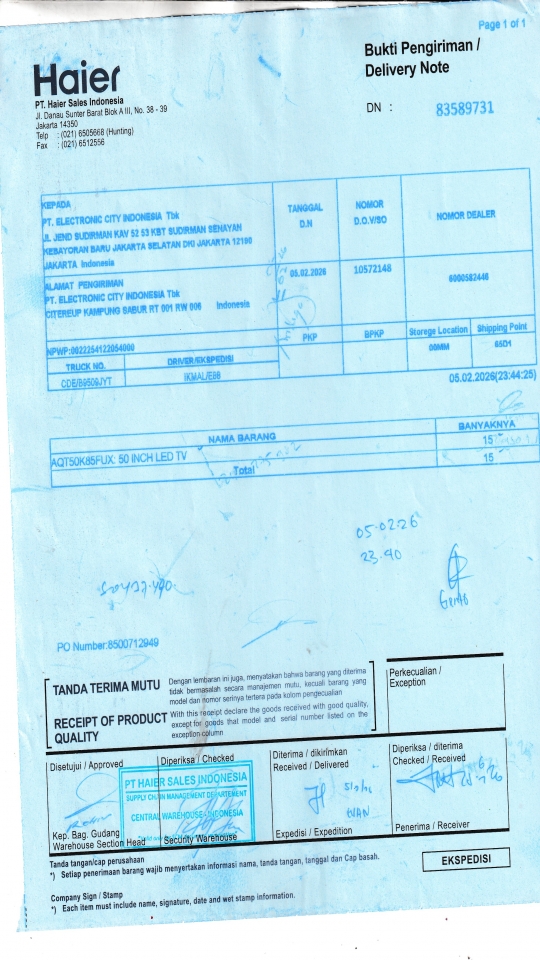 Page 1 of 1
Haier
PT. Haier Sales Indonesia
Jl. Danau Sunter Barat Blok A III, No. 38 - 39
Jakarta 14350
Telp : (021) 6505668 (Hunting)
Fax : (021) 6512556
Bukti Pengiriman /
Delivery Note
DN : 83589731
KEPADA
PT. ELECTRONIC CITY INDONESIA Tbk
JL JEND SUDIRMAN KAV 52 53 KBT SUDIRMAN SENAYAN
KEBAYORAN BARU JAKARTA SELATAN DKI JAKARTA 12190
JAKARTA Indonesia
TANGGAL
D.N
NOMOR
D.O.V/SO
NOMOR DEALER
ALAMAT PENGIRIMAN
PT. ELECTRONIC CITY INDONESIA Tbk
CITEREUP KAMPUNG SABUR RT 001 RW 006 Indonesia
05.02.2026
10572148
6000582446
NPWP:0022254122054000
PKP
BPKP
Storege Location
Shipping Point
00MM
65D1
TRUCK NO.
DRIVER/EKSPEDISI
CDE/B9509JYT
IKMAL/E86
05.02.2026(23:44:25)
NAMA BARANG
BANYAKNYA
AQT50K85FUX: 50 INCH LED TV
15
Total
15
05.02.26
23.40
PO Number:8500712949
TANDA TERIMA MUTU
Dengan lembaran ini juga, menyatakan bahwa barang yang diterima
tidak bermasalah secara manajemen mutu, kecuali barang yang
model dan nomor serinya tertera pada kolom pengecualian
RECEIPT OF PRODUCT
QUALITY
With this receipt declare the goods received with good quality,
except for goods that model and serial number listed on the
exception column
Perkecualian /
Exception
Disetujui / Approved
Diperiksa / Checked
Diterima / dikirimkan
Received / Delivered
Diperiksa / diterima
Checked / Received
PT HAIER SALES INDONESIA
SUPPLY CHAIN MANAGEMENT DEPARTEMENT
CENTRAL WAREHOUSE-INDONESIA
Kep. Bag. Gudang
Warehouse Section Head
Security Warehouse
Expedisi / Expedition
Penerima / Receiver
Tanda tangan/cap perusahaan
*) Setiap penerimaan barang wajib menyertakan informasi nama, tanda tangan, tanggal dan Cap basah.
EKSPEDISI
Company Sign / Stamp
*) Each item must include name, signature, date and wet stamp information.